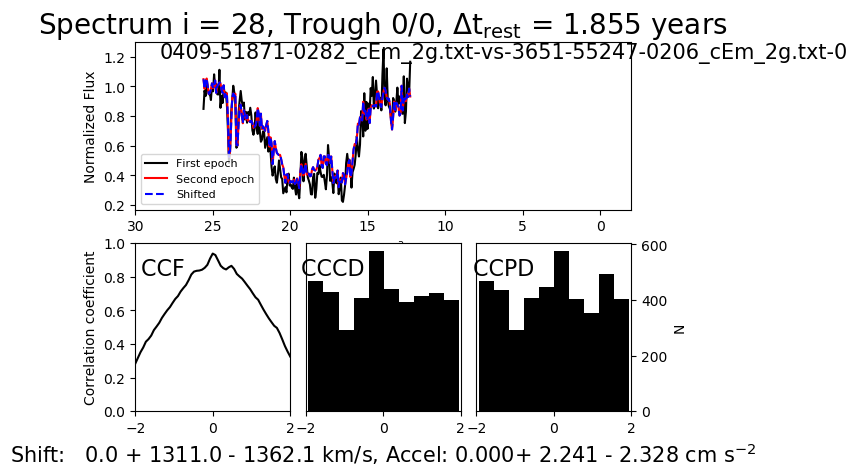 Spectrum i = 28, Trough 0/0, Δt_rest = 1.855 years
0409-51871-0282_cEm_2g.txt-vs-3651-55247-0206_cEm_2g.txt-0
Normalized Flux
1.2
1.0
0.8
0.6
0.4
0.2
First epoch
Second epoch
Shifted
30 25 20 15 10 5 0
Correlation coefficient
1.0
0.8
0.6
0.4
0.2
0.0
CCF
CCCD
CCPD
600
400
200
0
N
−2 0 2
−2 0 2
−2 0 2
Shift: 0.0 + 1311.0 - 1362.1 km/s, Accel: 0.000+ 2.241 - 2.328 cm s⁻²